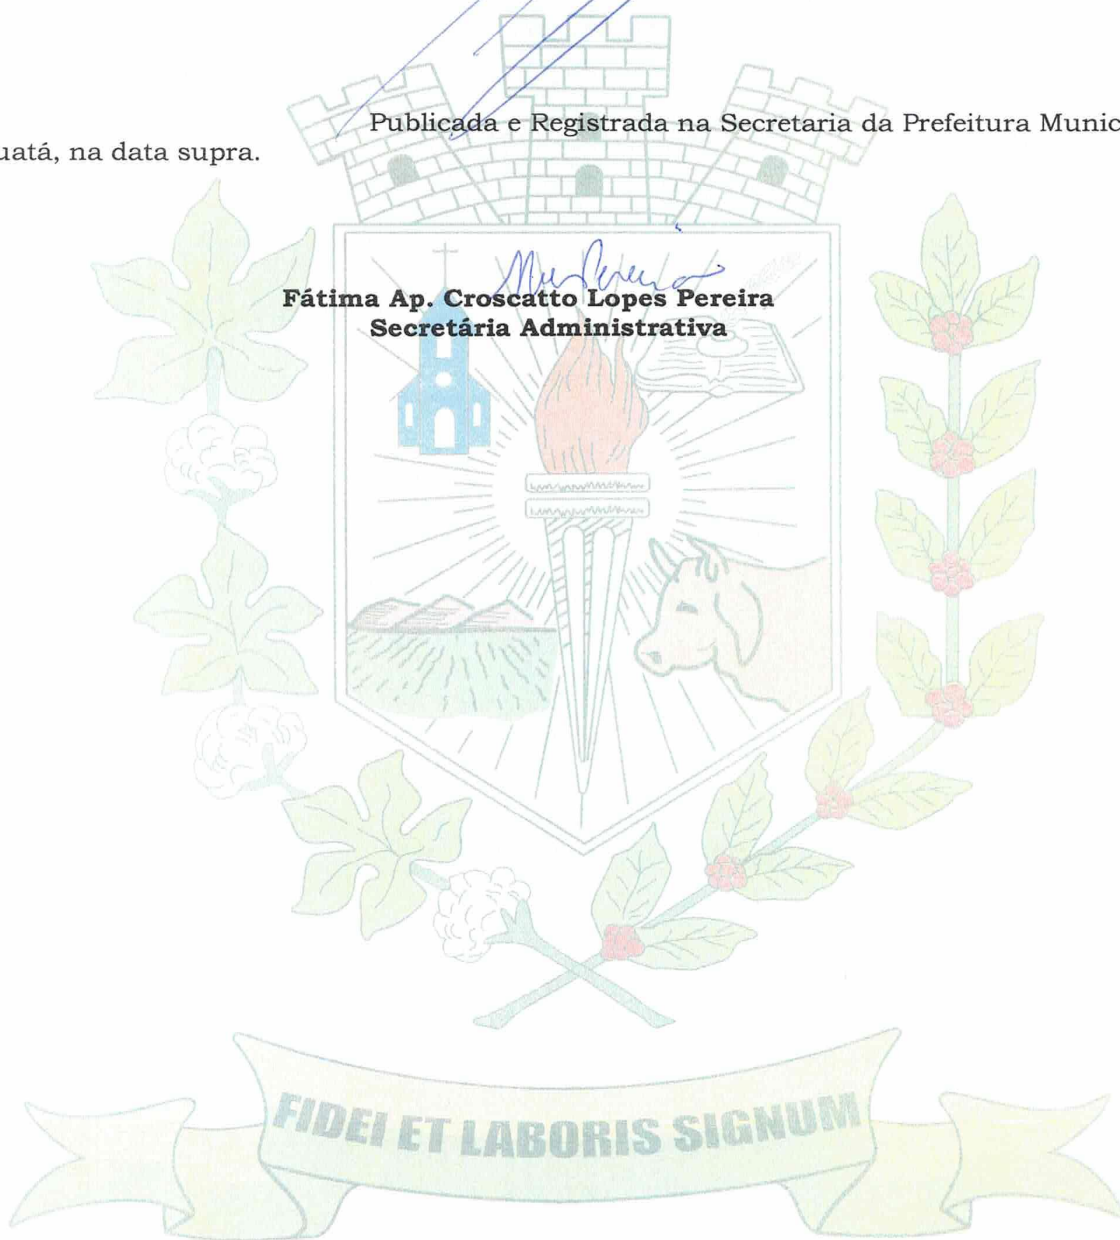 Publicada e Registrada na Secretaria da Prefeitura Munic
uatá, na data supra.
Fátima Ap. Croscatto Lopes Pereira
Secretária Administrativa
FIDEI ET LABORIS SIGNUM